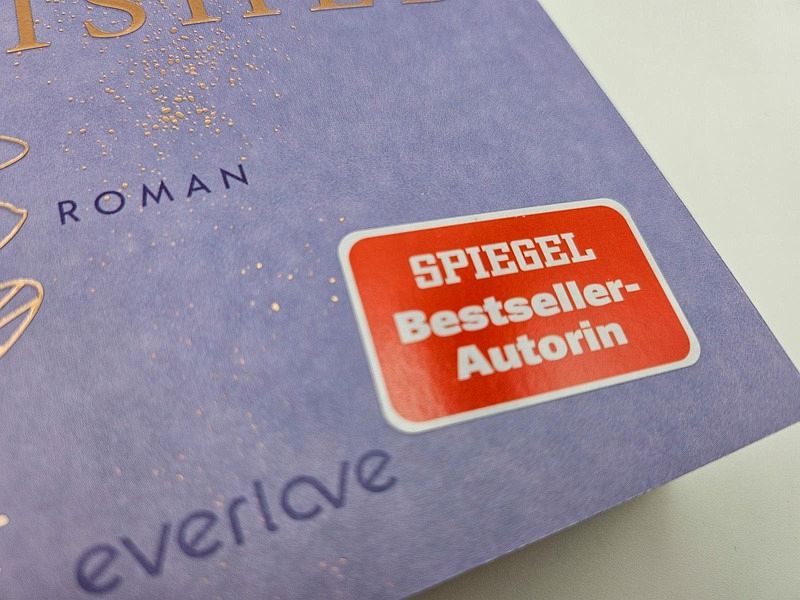 ROMAN
SPIEGEL
Bestseller-
Autorin
everlove